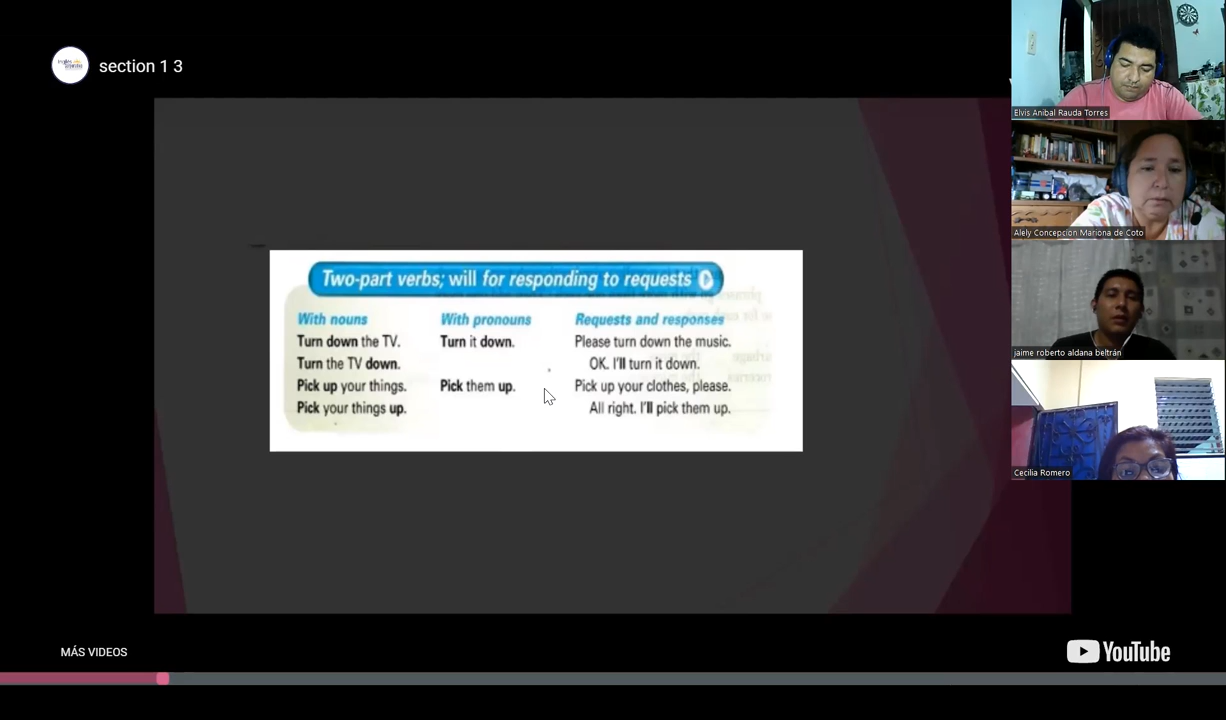 section 1 3
Two-part verbs; will for responding to requests
With nouns
Turn down the TV.
Turn the TV down.
Pick up your things.
Pick your things up.
With pronouns
Turn it down.
Pick them up.
Requests and responses
Please turn down the music.
OK. I'll turn it down.
Pick up your clothes, please.
All right. I'll pick them up.
Elvis Anibal Rauda Torres
Alely Concepcion Mariona de Coto
jaime roberto aldana beltrán
Cecilia Romero
MÁS VIDEOS
YouTube